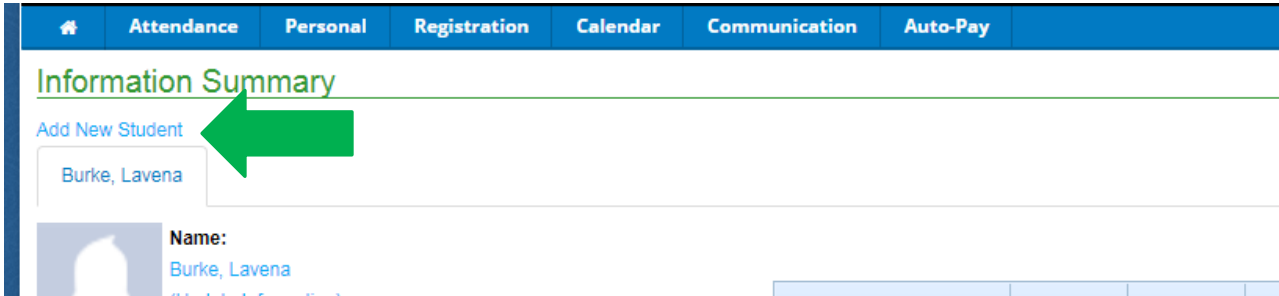 Attendance Personal Registration Calendar Communication Auto-Pay
Information Summary
Add New Student
Burke, Lavena
Name:
Burke, Lavena